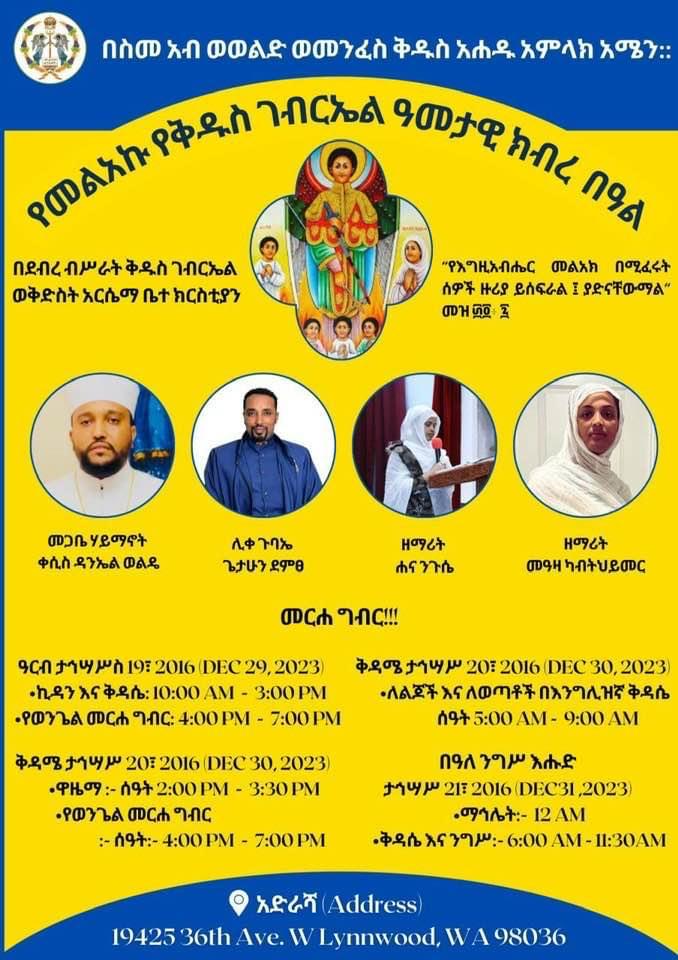 በስመ አብ ወወልድ ወመንፈስ ቅዱስ አሐዱ አምላክ አሜን::
የመልአኩ የቅዱስ ገብርኤል ዓመታዊ ክብረ በዓል
በደብረ ብሥራት ቅዱስ ገብርኤል
ወቅድስት አርሴማ ቤተ ክርስቲያን
“የእግዚአብሔር መልአክ በሚፈሩት
ሰዎች ዙሪያ ይሰፍራል ፤ ያድናቸውማል“
መዝ ፴፬፥ ፯
መጋቤ ሃይማኖት
ቀሲስ ዳንኤል ወልዴ
ሊቀ ጉባኤ
ጌታሁን ደምፀ
ዘማሪት
ሐና ንጉሴ
ዘማሪት
መዓዛ ካብትህይመር
መርሐ ግብር!!!
ዓርብ ታኅሣሥስ 19፣ 2016 (DEC 29, 2023)
•ኪዳን እና ቅዳሴ: 10:00 AM - 3:00 PM
•የወንጌል መርሐ ግብር: 4:00 PM - 7:00 PM
ቅዳሜ ታኅሣሥ 20፣ 2016 (DEC 30, 2023)
•ለልጆች እና ለወጣቶች በእንግሊዝኛ ቅዳሴ
ሰዓት 5:00 AM - 9:00 AM
ቅዳሜ ታኅሣሥ 20፣ 2016 (DEC 30, 2023)
•ዋዜማ :- ሰዓት 2:00 PM - 3:30 PM
•የወንጌል መርሐ ግብር
:- ሰዓት:- 4:00 PM - 7:00 PM
በዓለ ንግሥ እሑድ
ታኅሣሥ 21፣ 2016 (DEC31 ,2023)
•ማኅሌት:- 12 AM
•ቅዳሴ እና ንግሥ:- 6:00 AM - 11:30AM
አድራሻ (Address)
19425 36th Ave. W Lynnwood, WA 98036